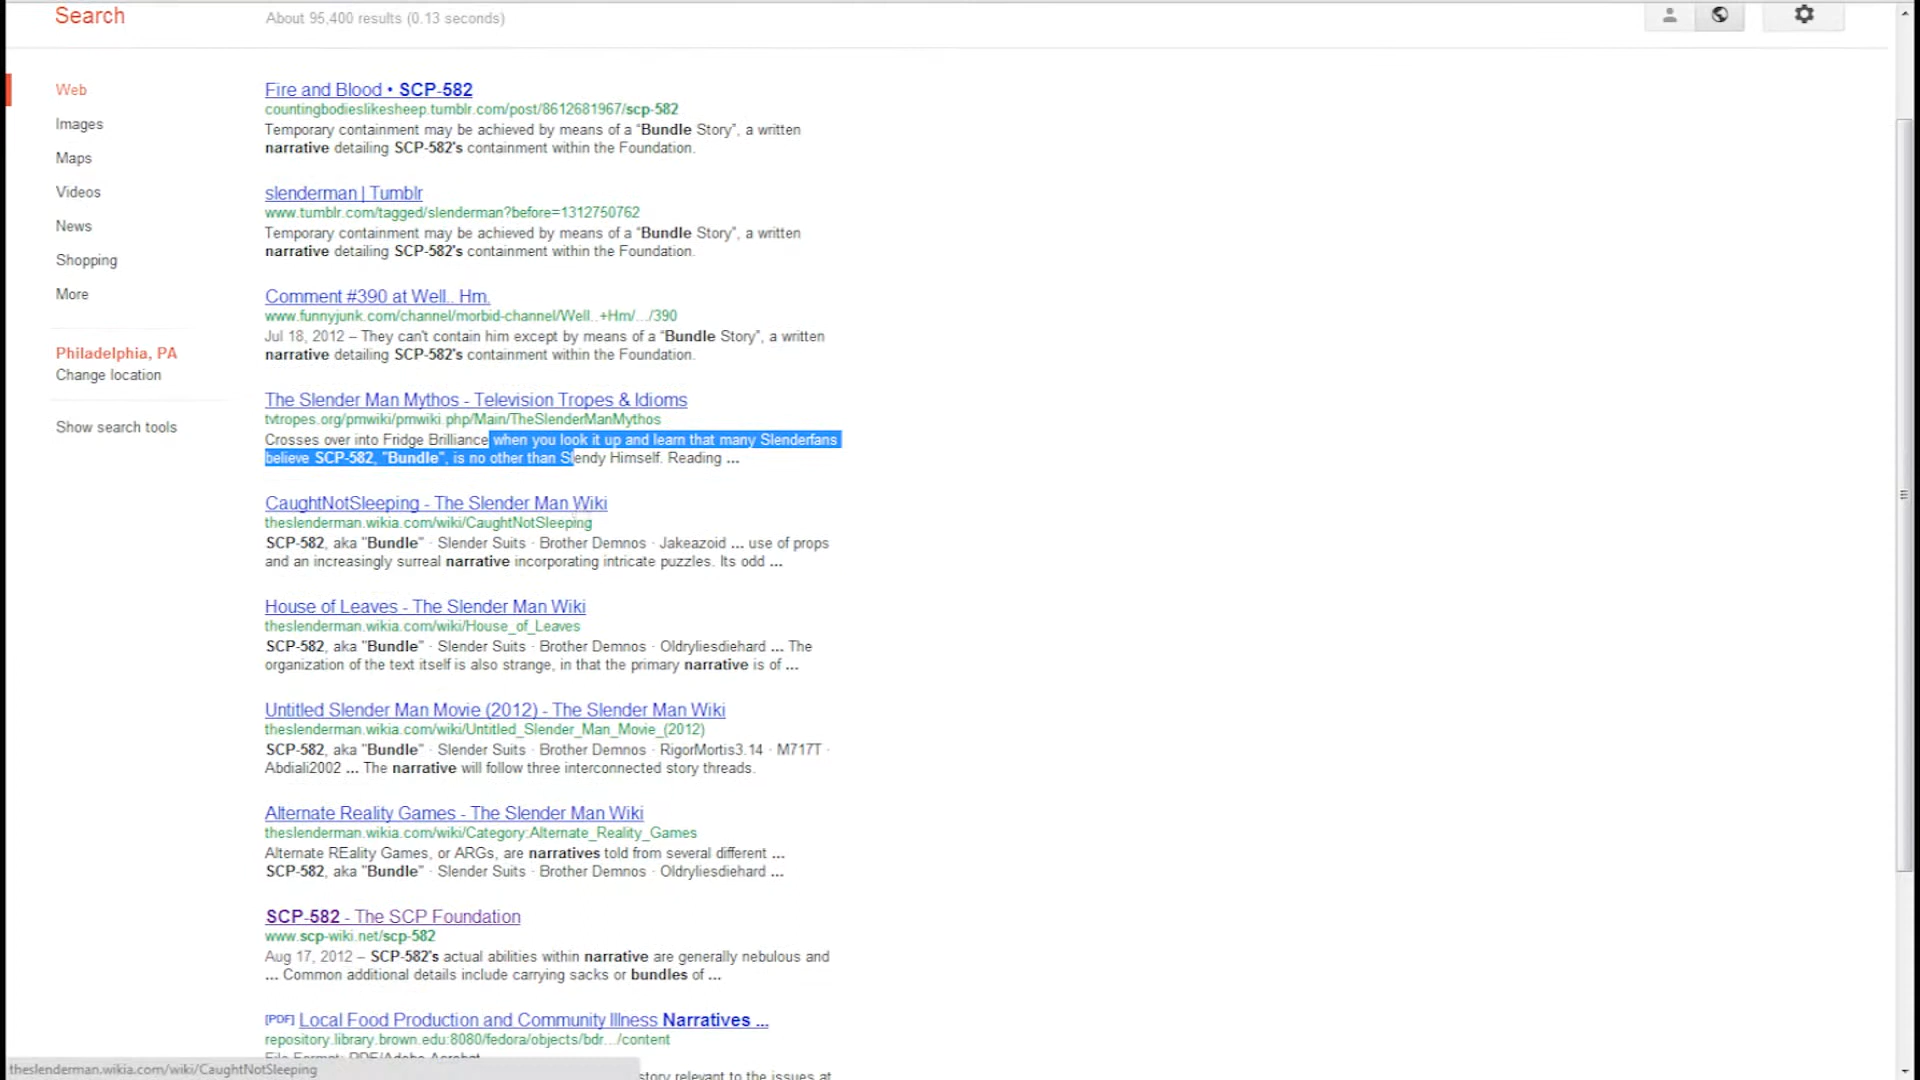 Search
About 95,400 results (0.13 seconds)
Web
Images
Maps
Videos
News
Shopping
More
Philadelphia, PA
Change location
Show search tools
Fire and Blood • SCP-582
countingbodieslikesheep.tumblr.com/post/8612681967/scp-582
Temporary containment may be achieved by means of a “Bundle Story”, a written
narrative detailing SCP-582's containment within the Foundation.
slenderman | Tumblr
www.tumblr.com/tagged/slenderman?before=1312750762
Temporary containment may be achieved by means of a “Bundle Story”, a written
narrative detailing SCP-582's containment within the Foundation.
Comment #390 at Well.. Hm.
www.funnyjunk.com/channel/morbid-channel/Well..+Hm/.../390
Jul 18, 2012 – They can't contain him except by means of a “Bundle Story”, a written
narrative detailing SCP-582's containment within the Foundation.
The Slender Man Mythos - Television Tropes & Idioms
tvtropes.org/pmwiki/pmwiki.php/Main/TheSlenderManMythos
Crosses over into Fridge Brilliance when you look it up and learn that many Slenderfans
believe SCP-582, "Bundle", is no other than Slendy Himself. Reading ...
CaughtNotSleeping - The Slender Man Wiki
theslenderman.wikia.com/wiki/CaughtNotSleeping
SCP-582, aka "Bundle" · Slender Suits · Brother Demnos · Jakeazoid ... use of props
and an increasingly surreal narrative incorporating intricate puzzles. Its odd ...
House of Leaves - The Slender Man Wiki
theslenderman.wikia.com/wiki/House_of_Leaves
SCP-582, aka "Bundle" · Slender Suits · Brother Demnos · Oldryliesdiehard ... The
organization of the text itself is also strange, in that the primary narrative is of ...
Untitled Slender Man Movie (2012) - The Slender Man Wiki
theslenderman.wikia.com/wiki/Untitled_Slender_Man_Movie_(2012)
SCP-582, aka "Bundle" · Slender Suits · Brother Demnos · RigorMortis3.14 · M717T ·
Abdiali2002 ... The narrative will follow three interconnected story threads.
Alternate Reality Games - The Slender Man Wiki
theslenderman.wikia.com/wiki/Category:Alternate_Reality_Games
Alternate REality Games, or ARGs, are narratives told from several different ...
SCP-582, aka "Bundle" · Slender Suits · Brother Demnos · Oldryliesdiehard ...
SCP-582 - The SCP Foundation
www.scp-wiki.net/scp-582
Aug 17, 2012 – SCP-582's actual abilities within narrative are generally nebulous and
... Common additional details include carrying sacks or bundles of ...
[PDF] Local Food Production and Community Illness Narratives ...
repository.library.brown.edu:8080/fedora/objects/bdr.../content
File Format: PDF/Adobe Acrobat
theslenderman.wikia.com/wiki/CaughtNotSleeping
story relevant to the issues at